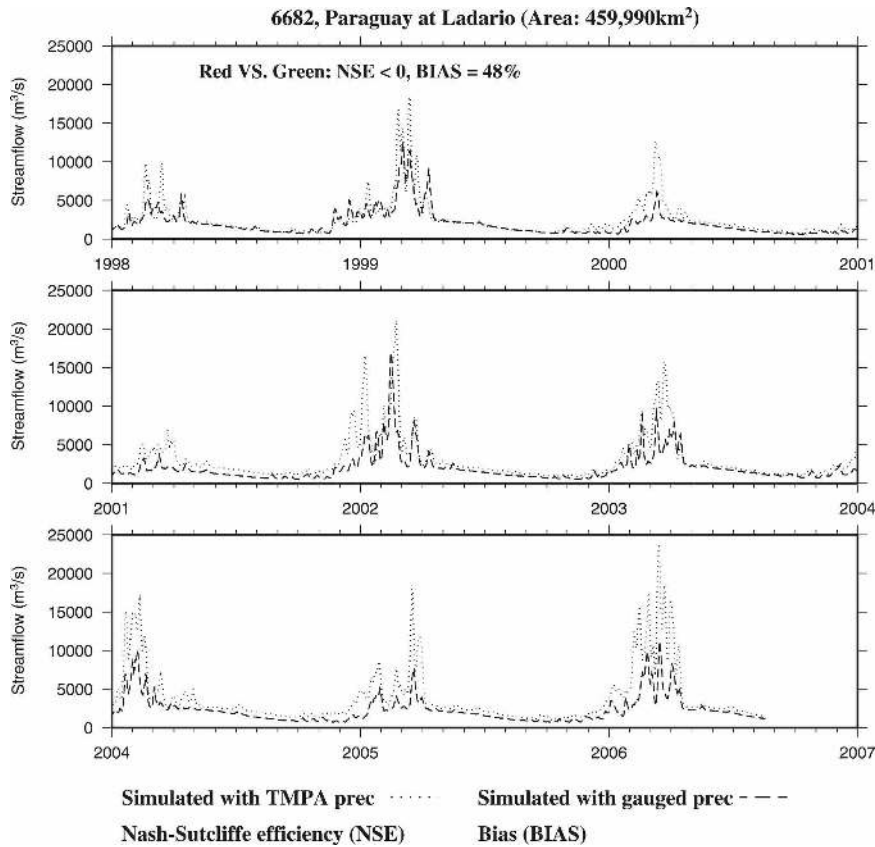 6682, Paraguay at Ladario (Area: 459,990km²)
25000
20000
15000
10000
5000
0
Streamflow (m³/s)
Red VS. Green: NSE < 0, BIAS = 48%
1998 1999 2000 2001
25000
20000
15000
10000
5000
0
Streamflow (m³/s)
2001 2002 2003 2004
25000
20000
15000
10000
5000
0
Streamflow (m³/s)
2004 2005 2006 2007
Simulated with TMPA prec Simulated with gauged prec
Nash-Sutcliffe efficiency (NSE) Bias (BIAS)